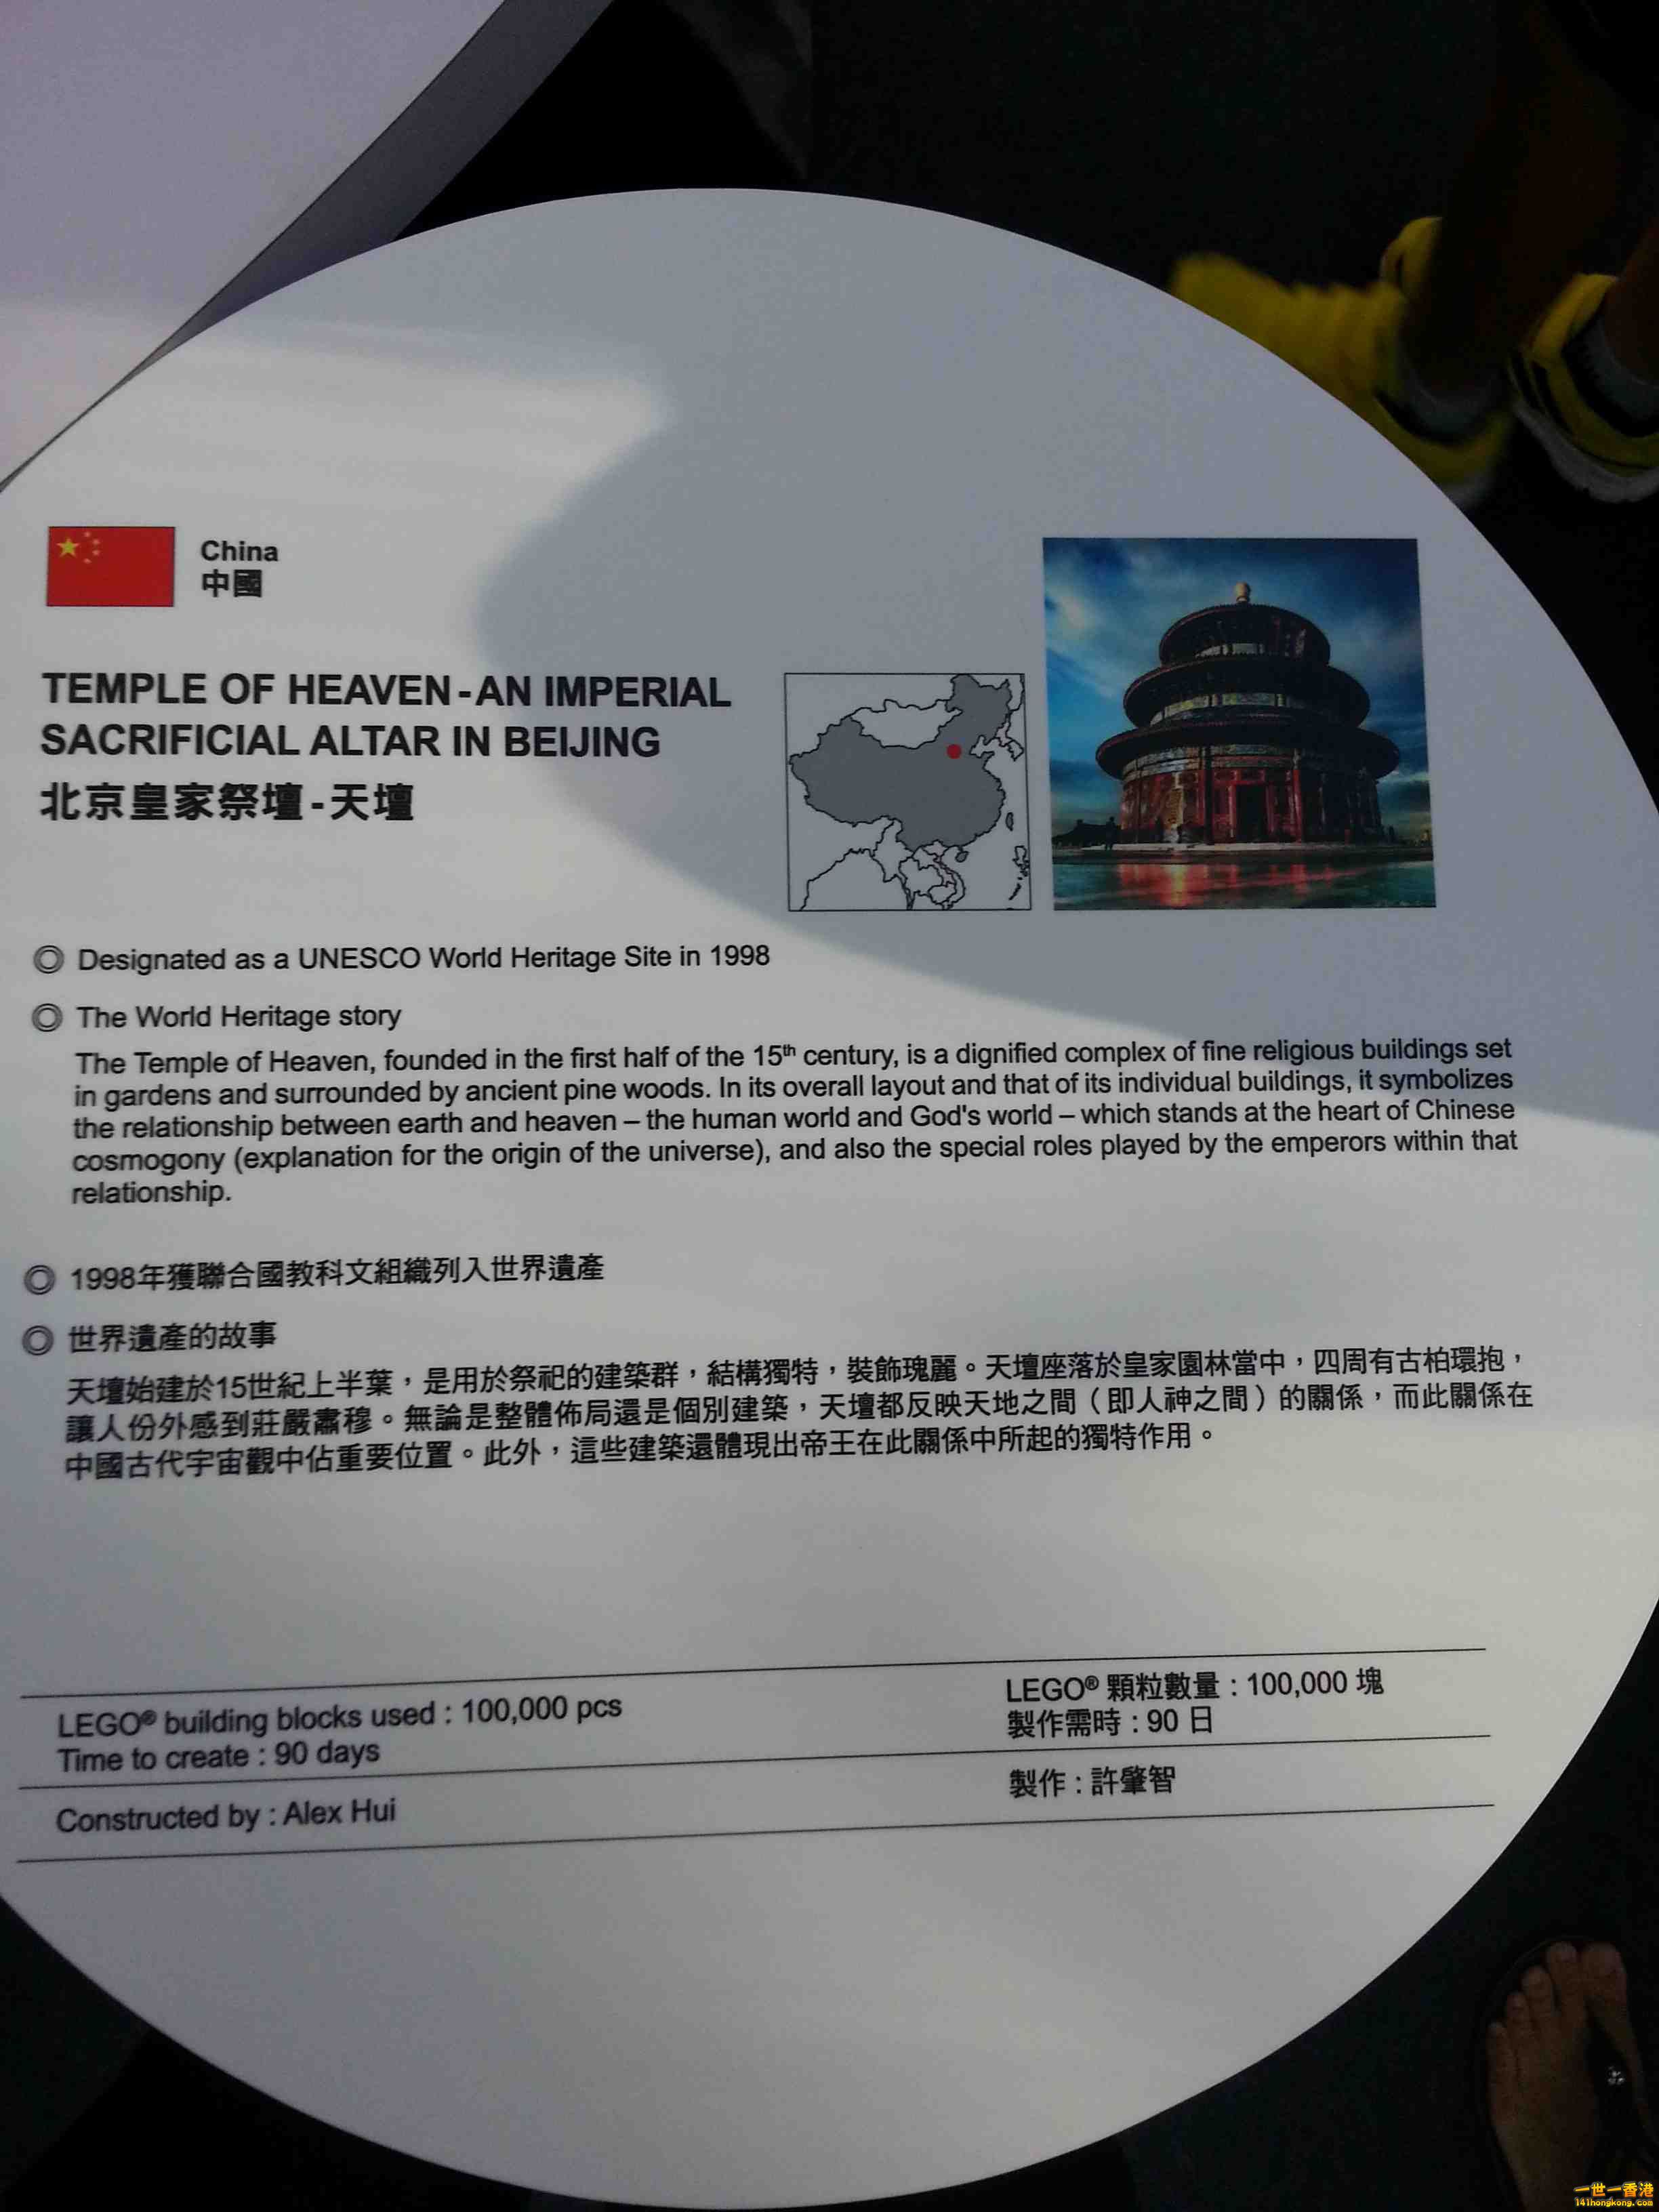 China
中國
TEMPLE OF HEAVEN-AN IMPERIAL
SACRIFICIAL ALTAR IN BEIJING
北京皇家祭壇-天壇
◎ Designated as a UNESCO World Heritage Site in 1998
◎ The World Heritage story
The Temple of Heaven, founded in the first half of the 15th century, is a dignified complex of fine religious buildings set
in gardens and surrounded by ancient pine woods. In its overall layout and that of its individual buildings, it symbolizes
the relationship between earth and heaven – the human world and God's world – which stands at the heart of Chinese
cosmogony (explanation for the origin of the universe), and also the special roles played by the emperors within that
relationship.
◎ 1998年獲聯合國教科文組織列入世界遺產
◎ 世界遺產的故事
天壇始建於15世紀上半葉，是用於祭祀的建築群，結構獨特，裝飾瑰麗。天壇座落於皇家園林當中，四周有古柏環抱，
讓人份外感到莊嚴肅穆。無論是整體佈局還是個別建築，天壇都反映天地之間（即人神之間）的關係，而此關係在
中國古代宇宙觀中佔重要位置。此外，這些建築還體現出帝王在此關係中所起的獨特作用。
LEGO® building blocks used : 100,000 pcs
Time to create : 90 days
LEGO® 顆粒數量 : 100,000 塊
製作需時 : 90 日
Constructed by : Alex Hui
製作 : 許肇智
一世一香港
141hongkong.com